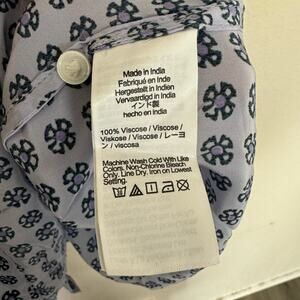 Made in India
Fabriqué en Inde
Hergestellt in Indien
Vervaardigd in India
インド製
hecho en India
100% Viscose / Viscose /
Viskose / Viscose / レーヨ
ン / viscosa
Machine Wash Cold With Like
Colors. Non-Chlorine Bleach
Only. Line Dry. Iron on Lowest
Setting.